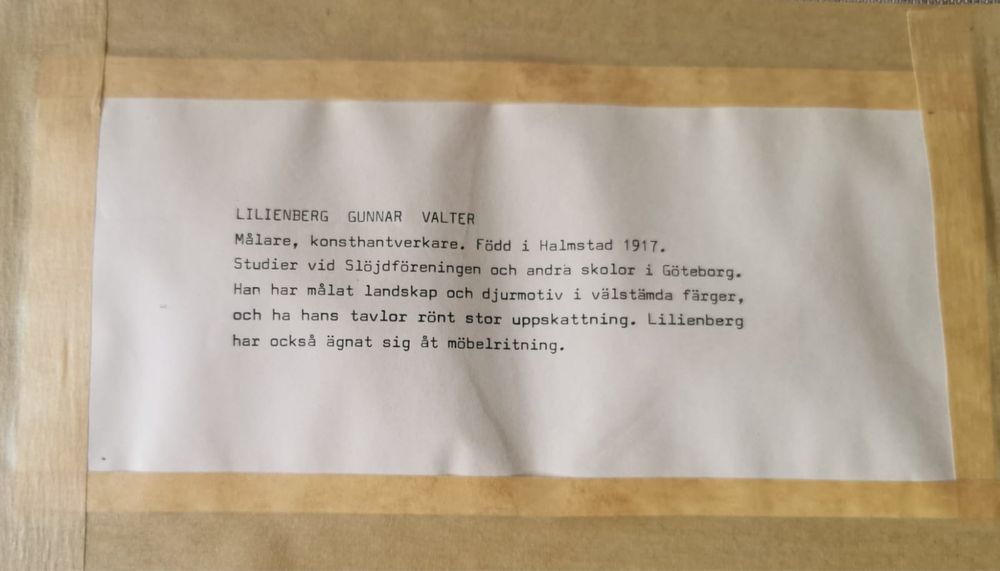 LILIENBERG GUNNAR VALTER
Målare, konsthantverkare. Född i Halmstad 1917.
Studier vid Slöjdföreningen och andra skolor i Göteborg.
Han har målat landskap och djurmotiv i välstämda färger,
och ha hans tavlor rönt stor uppskattning. Lilienberg
har också ägnat sig åt möbelritning.